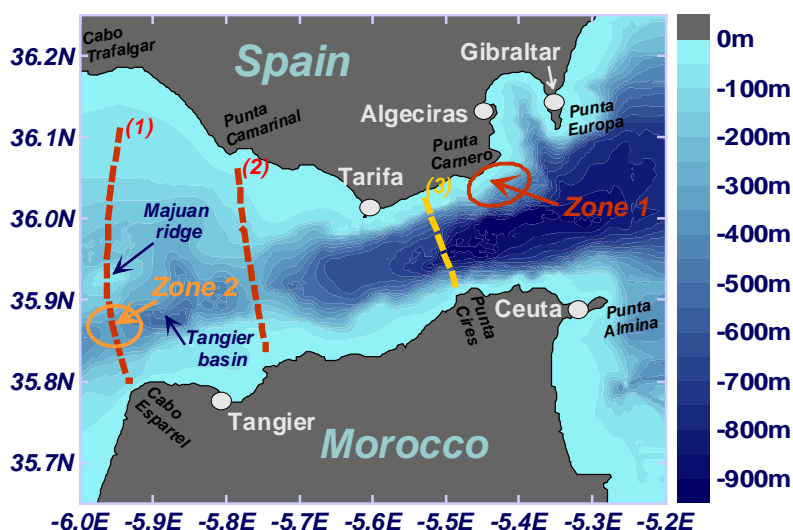 Cabo
Trafalgar
Spain
Gibraltar
Algeciras
Punta
Europa
Punta
Camarinal
Punta
Carnero
(1)
(2)
(3)
Tarifa
Zone 1
Majuan
ridge
Zone 2
Tangier
basin
Ceuta
Punta
Cires
Punta
Almina
Cabo
Espartel
Tangier
Morocco
36.2N
36.1N
36.0N
35.9N
35.8N
35.7N
-6.0E -5.9E -5.8E -5.7E -5.6E -5.5E -5.4E -5.3E -5.2E
0m
-100m
-200m
-300m
-400m
-500m
-600m
-700m
-800m
-900m